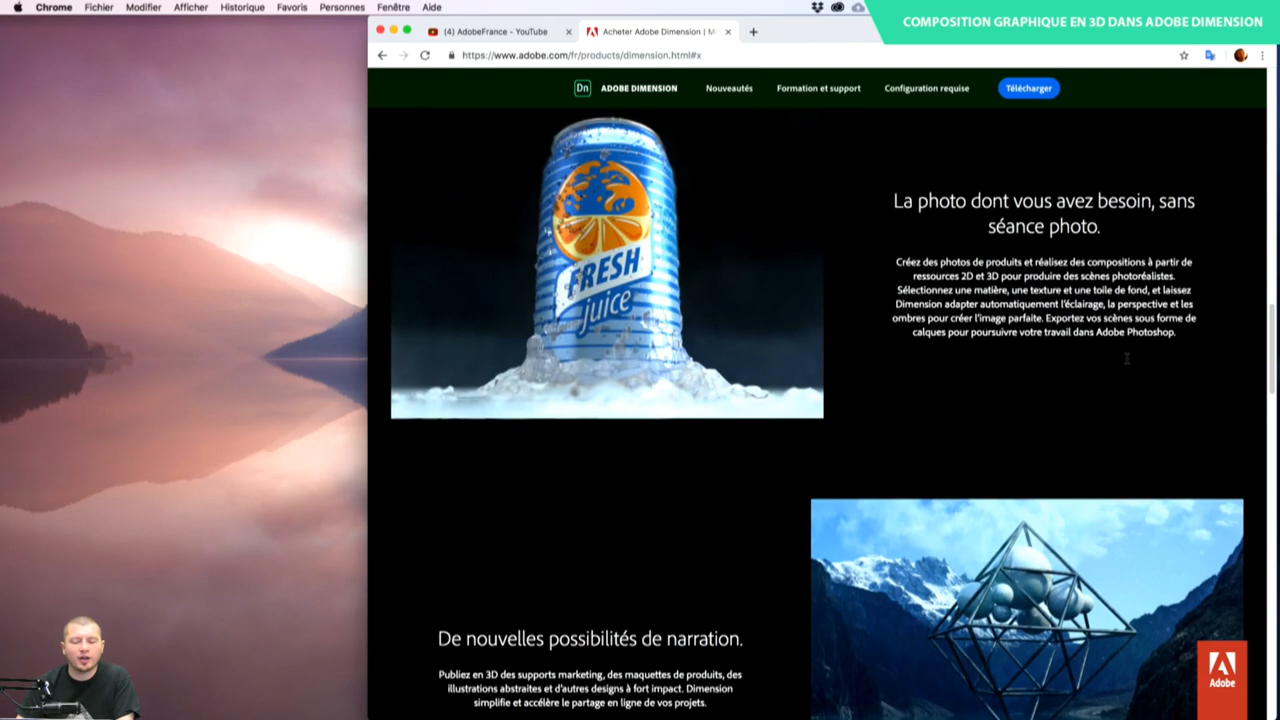 Chrome Fichier Modifier Afficher Historique Favoris Personnes Fenêtre Aide
COMPOSITION GRAPHIQUE EN 3D DANS ADOBE DIMENSION
(4) AdobeFrance - YouTube
Acheter Adobe Dimension | M
https://www.adobe.com/fr/products/dimension.html#x
Dn ADOBE DIMENSION Nouveautés Formation et support Configuration requise Télécharger
FRESH
juice
La photo dont vous avez besoin, sans
séance photo.
Créez des photos de produits et réalisez des compositions à partir de
ressources 2D et 3D pour produire des scènes photoréalistes.
Sélectionnez une matière, une texture et une toile de fond, et laissez
Dimension adapter automatiquement l'éclairage, la perspective et les
ombres pour créer l'image parfaite. Exportez vos scènes sous forme de
calques pour poursuivre votre travail dans Adobe Photoshop.
De nouvelles possibilités de narration.
Publiez en 3D des supports marketing, des maquettes de produits, des
illustrations abstraites et d'autres designs à fort impact. Dimension
simplifie et accélère le partage en ligne de vos projets.
Adobe